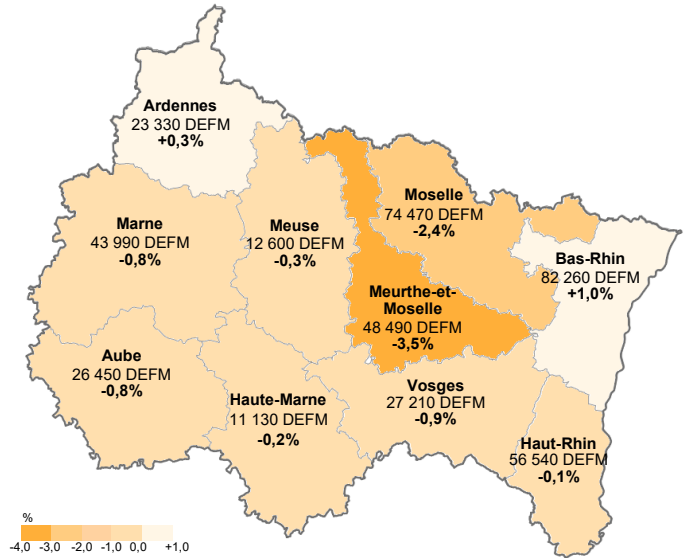 Ardennes
23 330 DEFM
+0,3%
Moselle
74 470 DEFM
-2,4%
Marne
43 990 DEFM
-0,8%
Meuse
12 600 DEFM
-0,3%
Bas-Rhin
82 260 DEFM
+1,0%
Meurthe-et-
Moselle
48 490 DEFM
-3,5%
Aube
26 450 DEFM
-0,8%
Haute-Marne
11 130 DEFM
-0,2%
Vosges
27 210 DEFM
-0,9%
Haut-Rhin
56 540 DEFM
-0,1%
%
-4,0 -3,0 -2,0 -1,0 0,0 +1,0